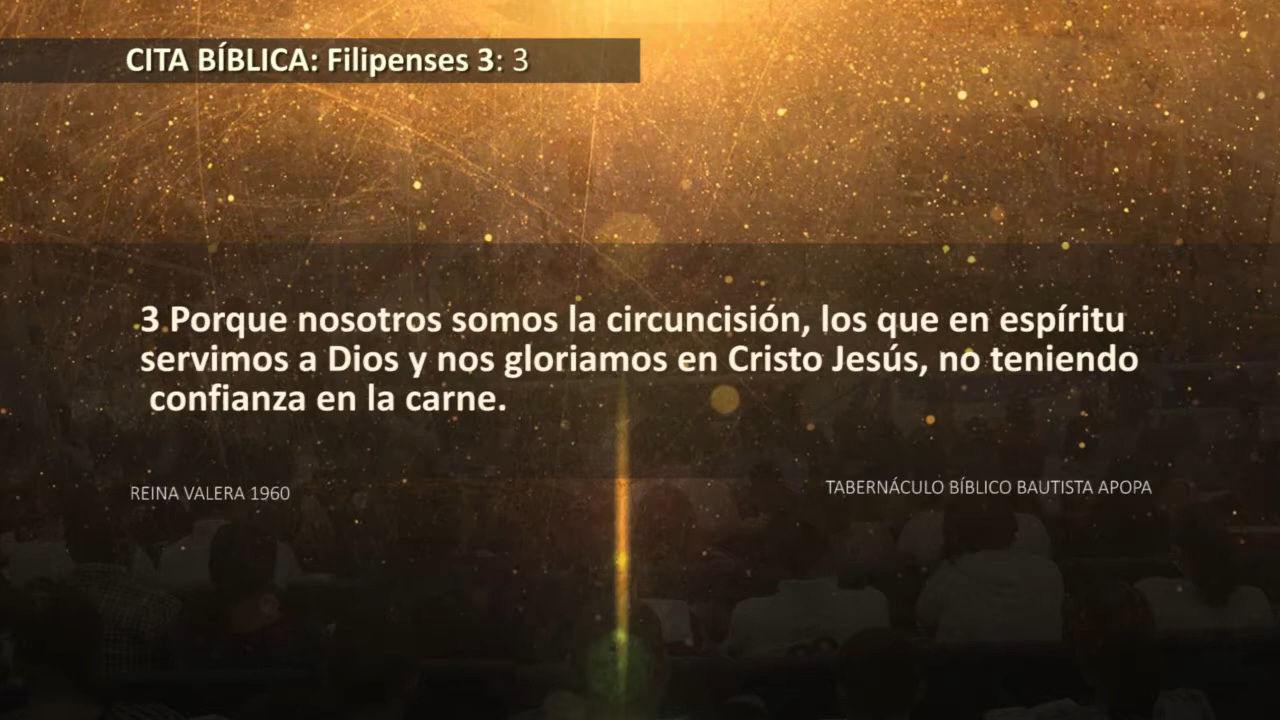 CITA BÍBLICA: Filipenses 3: 3
3 Porque nosotros somos la circuncisión, los que en espíritu
servimos a Dios y nos gloriamos en Cristo Jesús, no teniendo
confianza en la carne.
REINA VALERA 1960
TABERNÁCULO BÍBLICO BAUTISTA APOPA